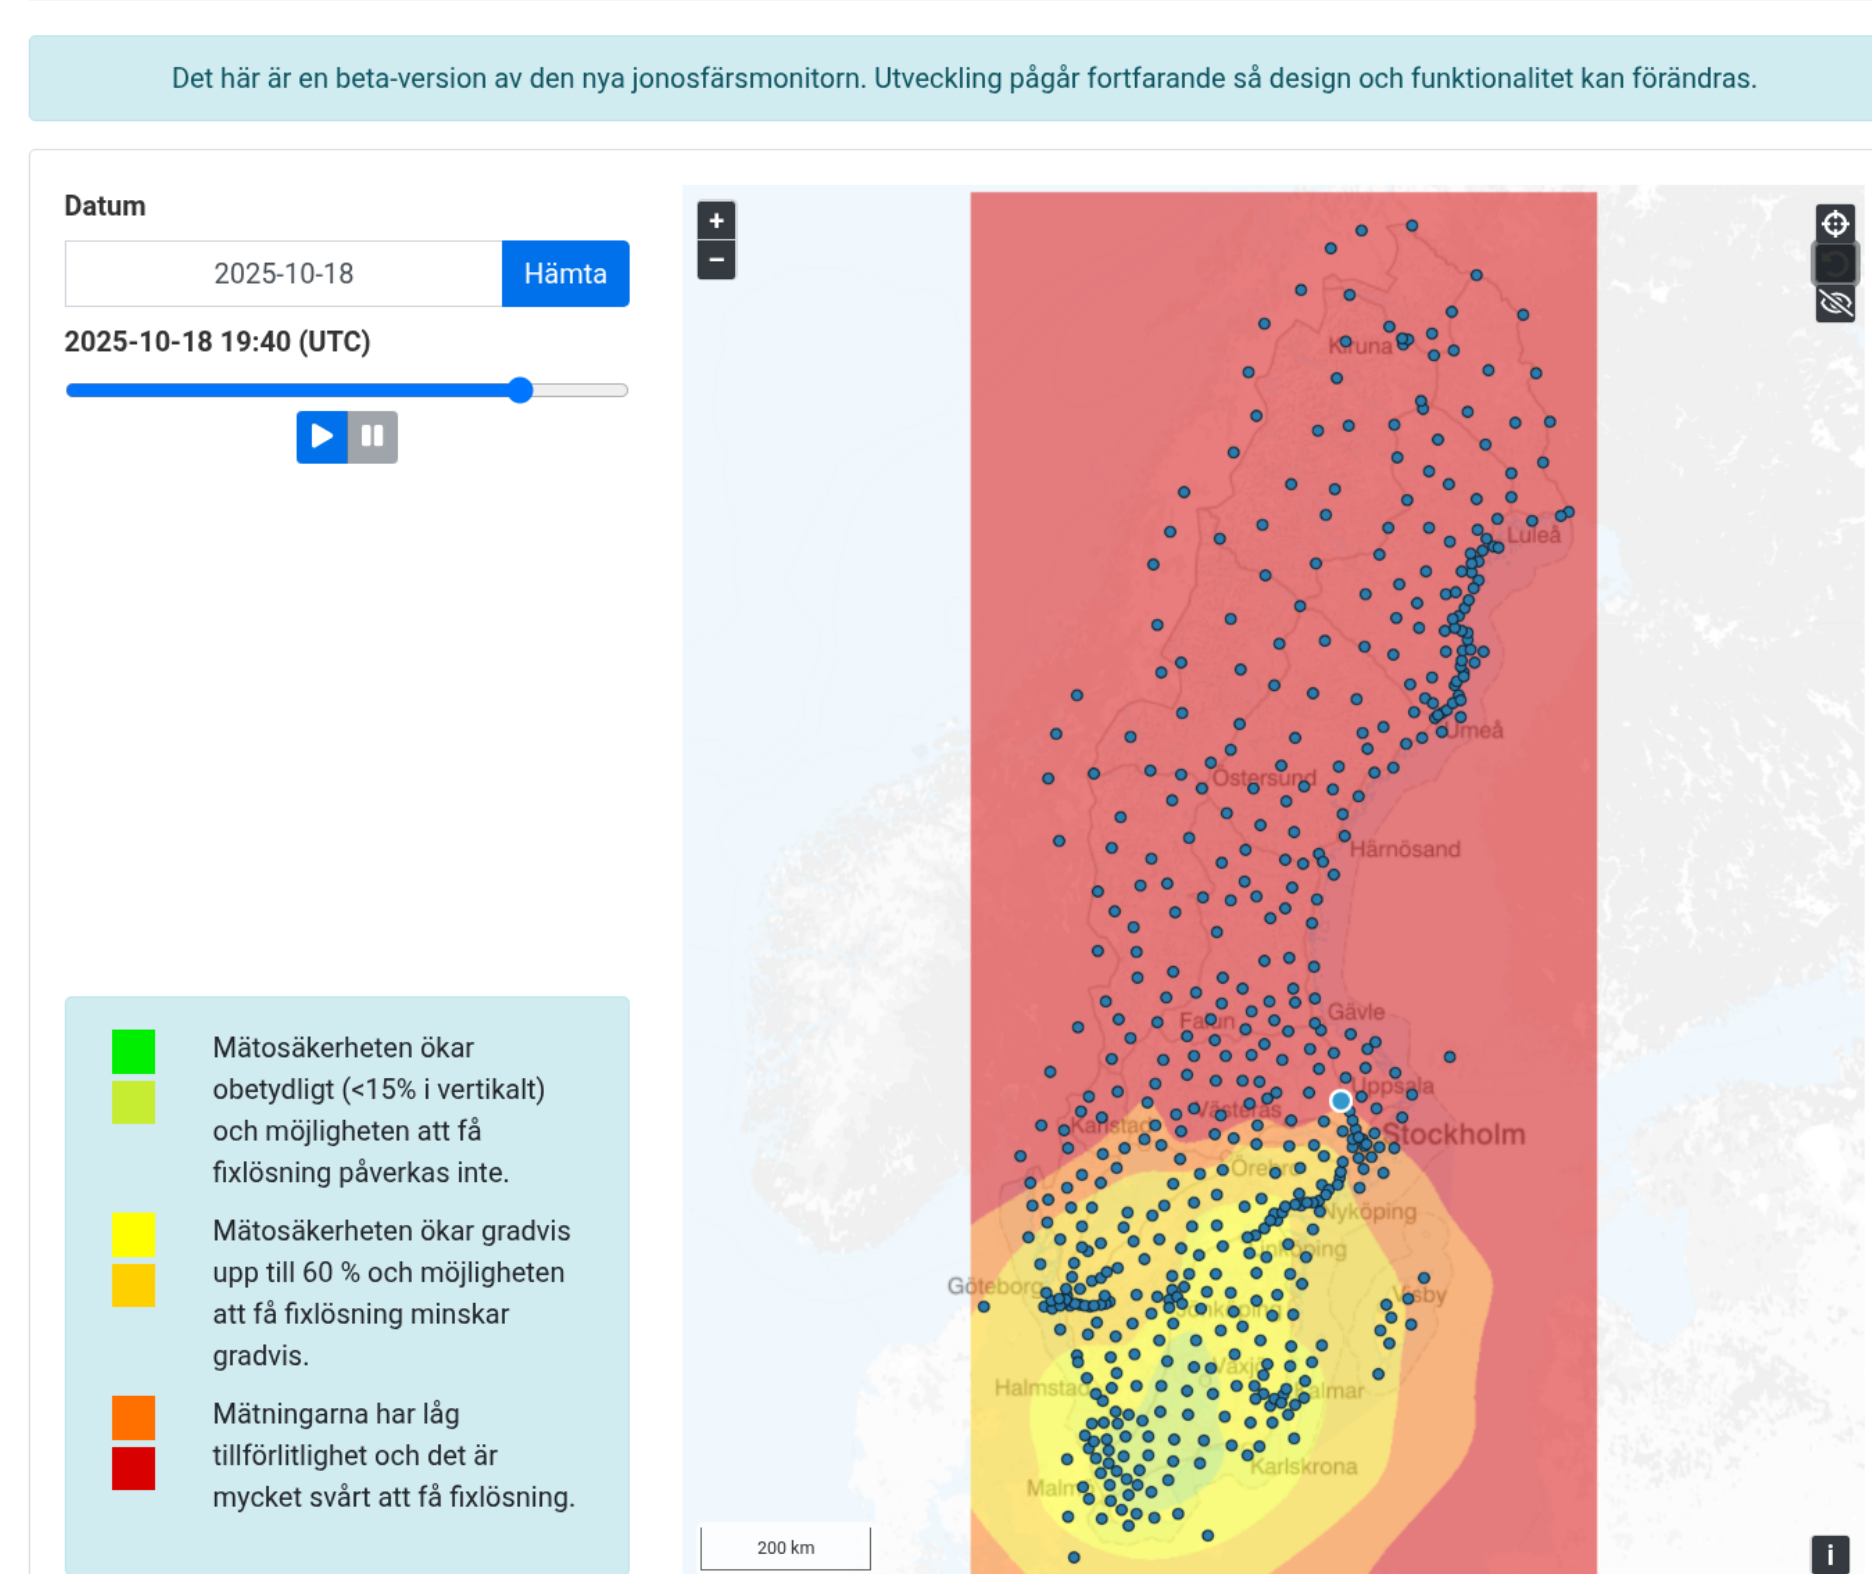 Det här är en beta-version av den nya jonosfärsmonitorn. Utveckling pågår fortfarande så design och funktionalitet kan förändras.
Datum
2025-10-18
Hämta
2025-10-18 19:40 (UTC)
Mätosäkerheten ökar
obetydligt (<15% i vertikalt)
och möjligheten att få
fixlösning påverkas inte.
Mätosäkerheten ökar gradvis
upp till 60 % och möjligheten
att få fixlösning minskar
gradvis.
Mätningarna har låg
tillförlitlighet och det är
mycket svårt att få fixlösning.
+
−
Kiruna
Luleå
Umeå
Östersund
Härnösand
Gävle
Falun
Uppsala
Västerås
Karlstad
Stockholm
Örebro
Nyköping
Linköping
Göteborg
Visby
Jönköping
Växjö
Halmstad
Kalmar
Karlskrona
Malmö
200 km
i